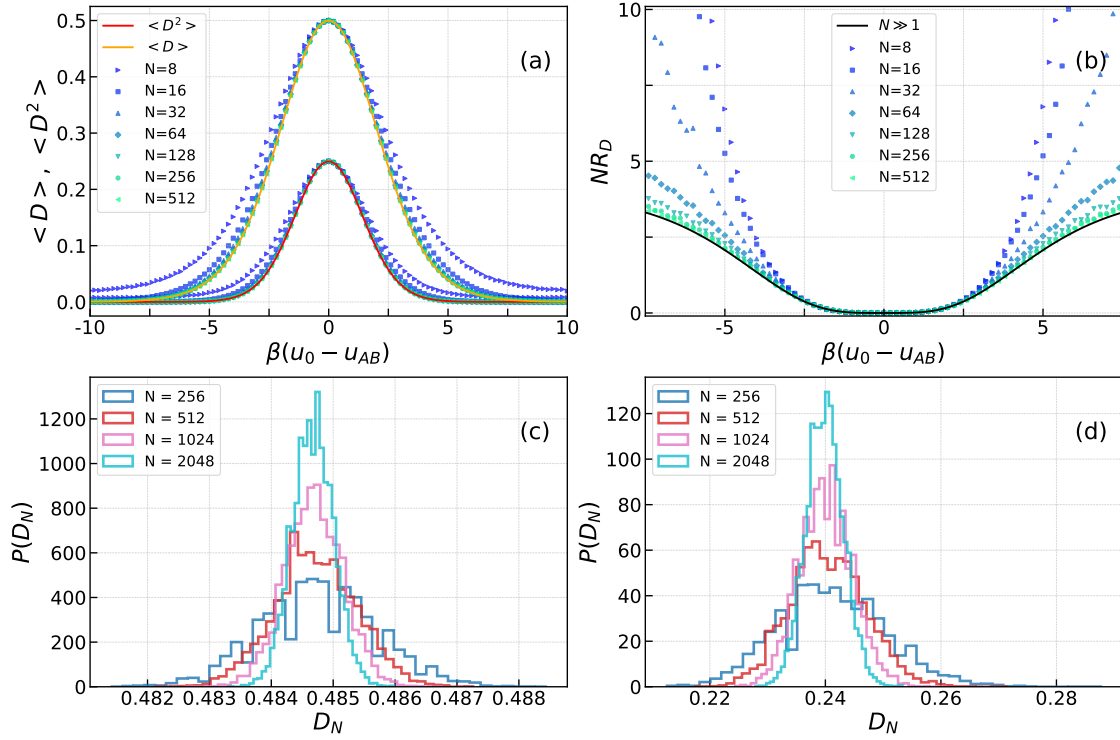 <D>, <D²>
0.5
0.4
0.3
0.2
0.1
0.0
<D²>
<D>
N=8
N=16
N=32
N=64
N=128
N=256
N=512
(a)
-10
-5
0
5
10
β(u₀ − u_AB)
NR_D
10
5
0
N ≫ 1
N=8
N=16
N=32
N=64
N=128
N=256
N=512
(b)
-5
0
5
β(u₀ − u_AB)
P(D_N)
1200
1000
800
600
400
200
0
N = 256
N = 512
N = 1024
N = 2048
(c)
0.482
0.483
0.484
0.485
0.486
0.487
0.488
D_N
P(D_N)
120
100
80
60
40
20
0
N = 256
N = 512
N = 1024
N = 2048
(d)
0.22
0.24
0.26
0.28
D_N